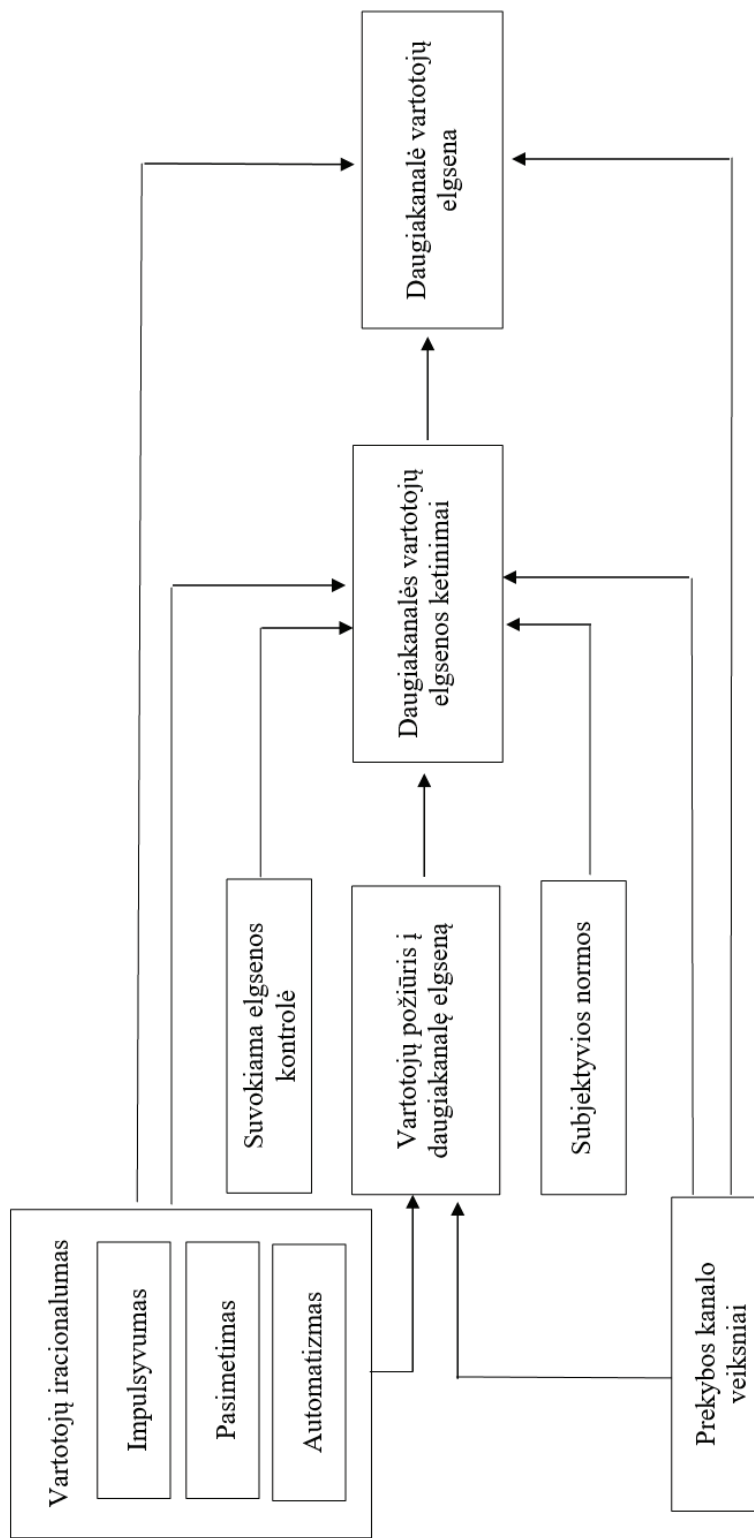 Vartotojų iracionalumas
Impulsyvumas
Pasimetimas
Automatizmas
Suvokiama elgsenos
kontrolė
Vartotojų požiūris į
daugiakanalę elgseną
Subjektyvios normos
Prekybos kanalo
veiksniai
Daugiakanalės vartotojų
elgsenos ketinimai
Daugiakanalė vartotojų
elgsena